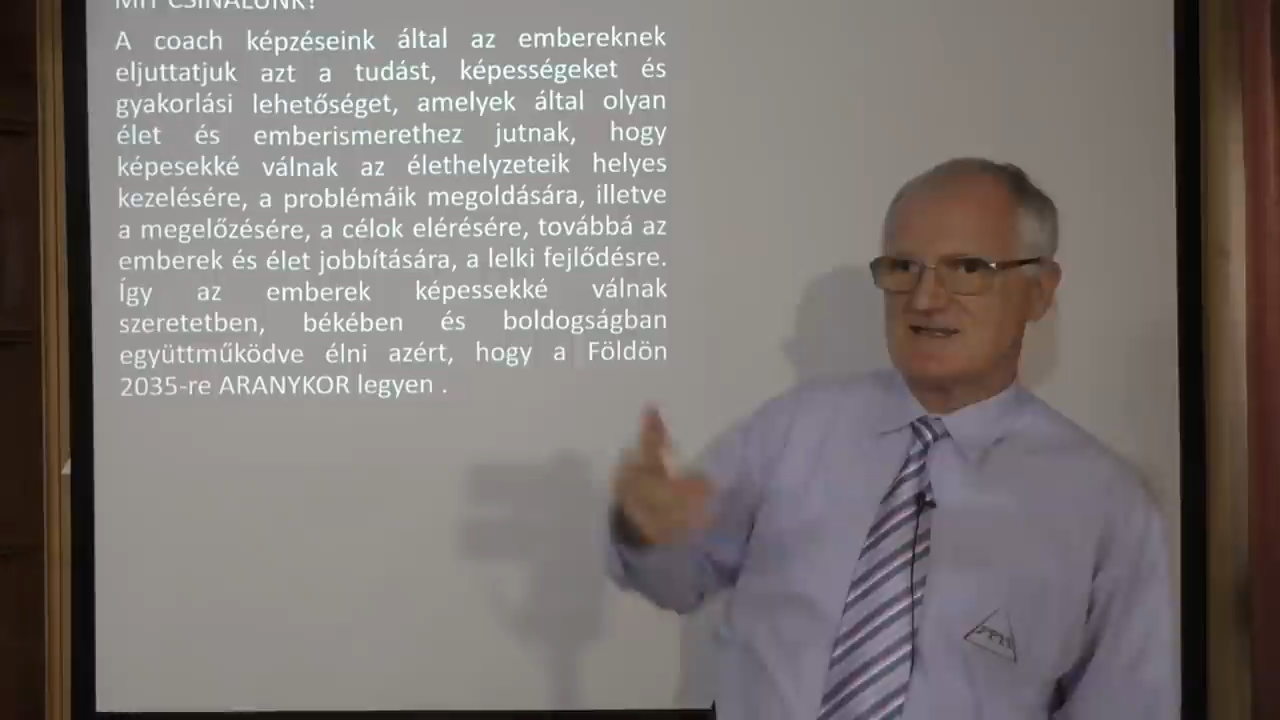 MIT CSINÁLUNK?
A coach képzéseink által az embereknek
eljuttatjuk azt a tudást, képességeket és
gyakorlási lehetőséget, amelyek által olyan
élet és emberismerethez jutnak, hogy
képesekké válnak az élethelyzeteik helyes
kezelésére, a problémáik megoldására, illetve
a megelőzésére, a célok elérésére, továbbá az
emberek és élet jobbítására, a lelki fejlődésre.
Így az emberek képessekké válnak
szeretetben, békében és boldogságban
együttműködve élni azért, hogy a Földön
2035-re ARANYKOR legyen .